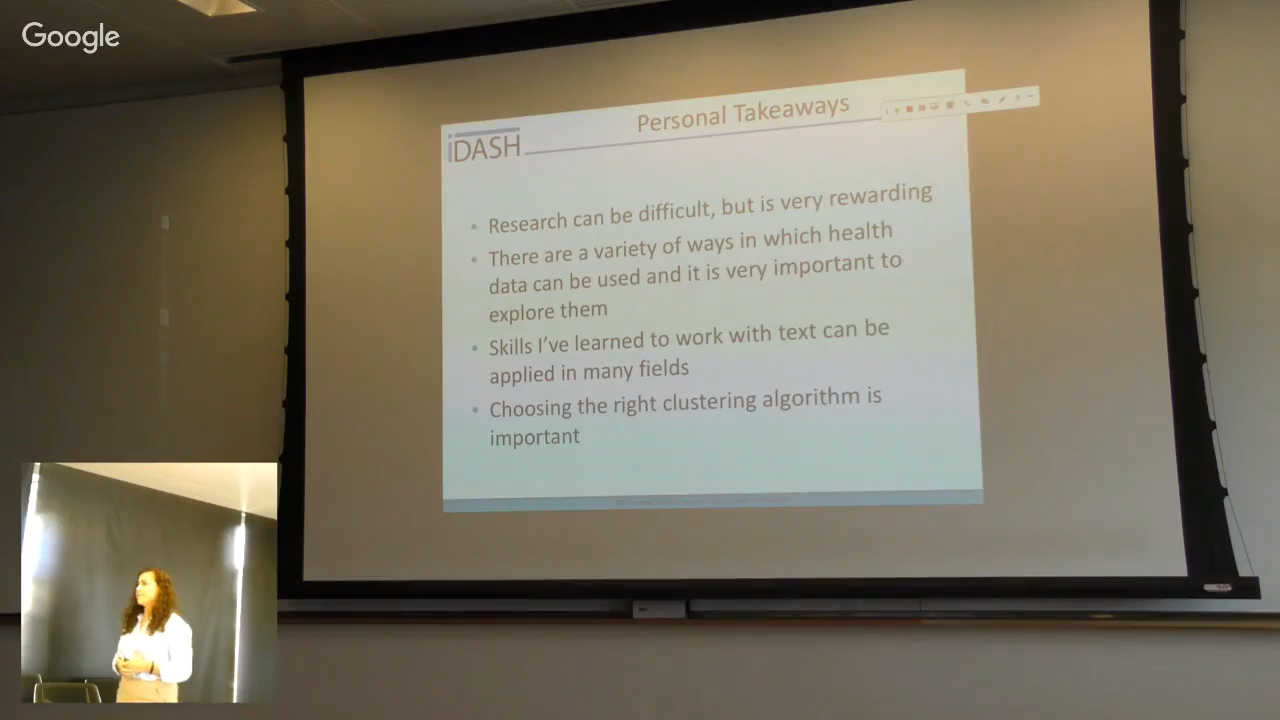 Google
Personal Takeaways
iDASH
• Research can be difficult, but is very rewarding
• There are a variety of ways in which health
data can be used and it is very important to
explore them
• Skills I've learned to work with text can be
applied in many fields
• Choosing the right clustering algorithm is
important